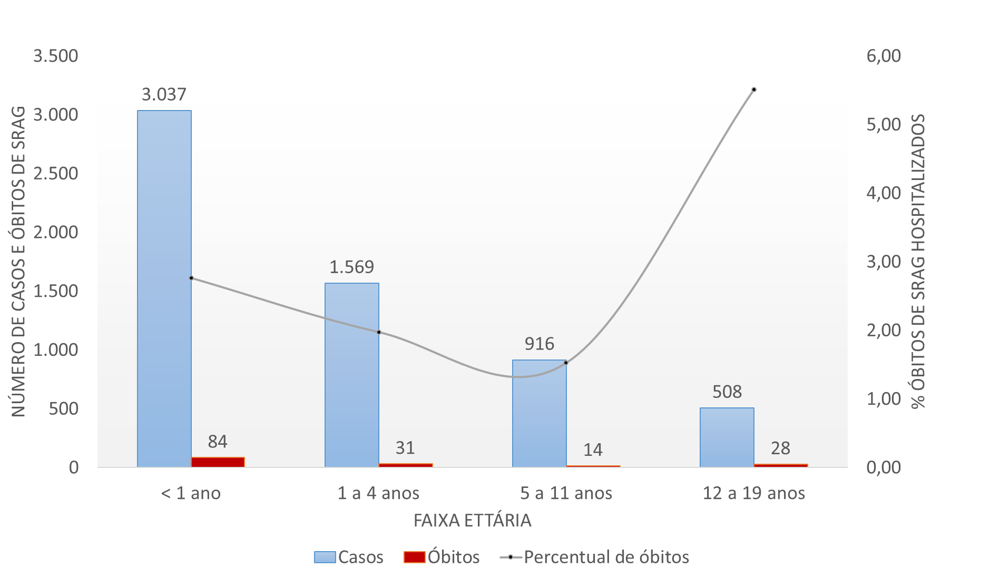 NÚMERO DE CASOS E ÓBITOS DE SRAG
3.500
3.000
2.500
2.000
1.500
1.000
500
0
3.037
84
1.569
31
916
14
508
28
6,00
5,00
4,00
3,00
2,00
1,00
0,00
% ÓBITOS DE SRAG HOSPITALIZADOS
< 1 ano
1 a 4 anos
5 a 11 anos
12 a 19 anos
FAIXA ETTÁRIA
Casos
Óbitos
Percentual de óbitos